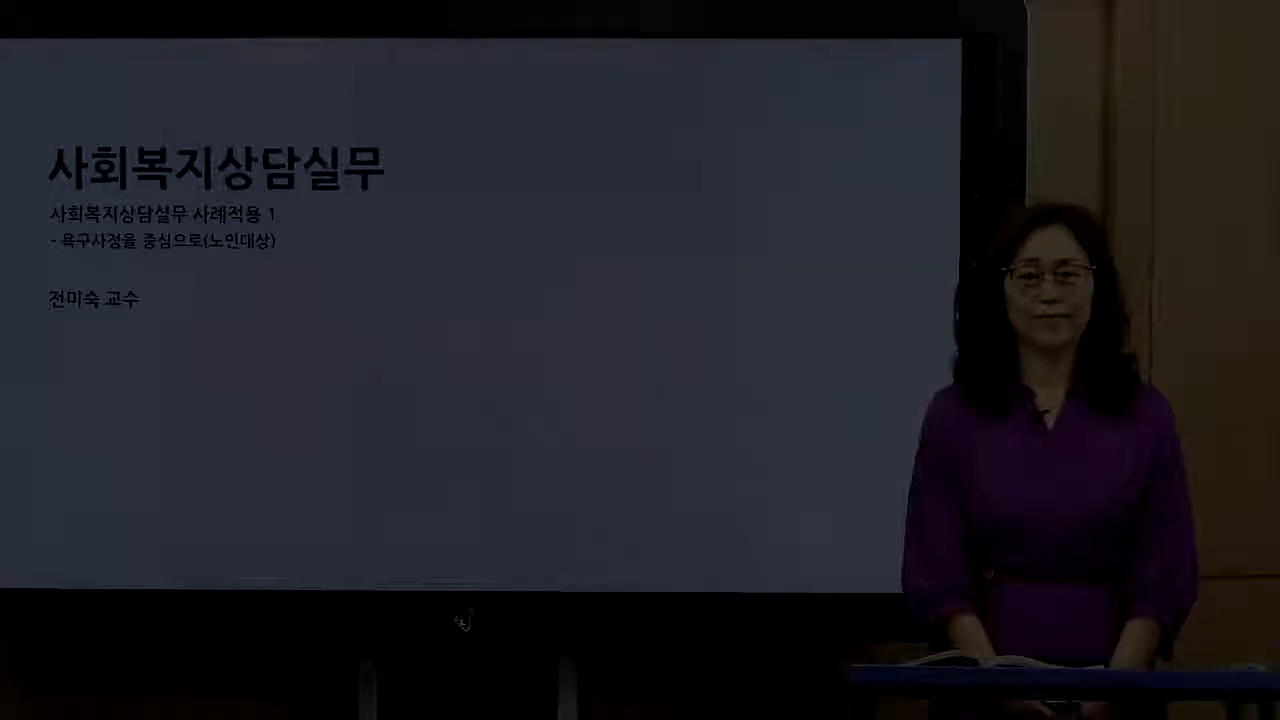 사회복지상담실무
사회복지상담실무 사례적용 1
- 욕구사정을 중심으로(노인대상)
전미숙 교수